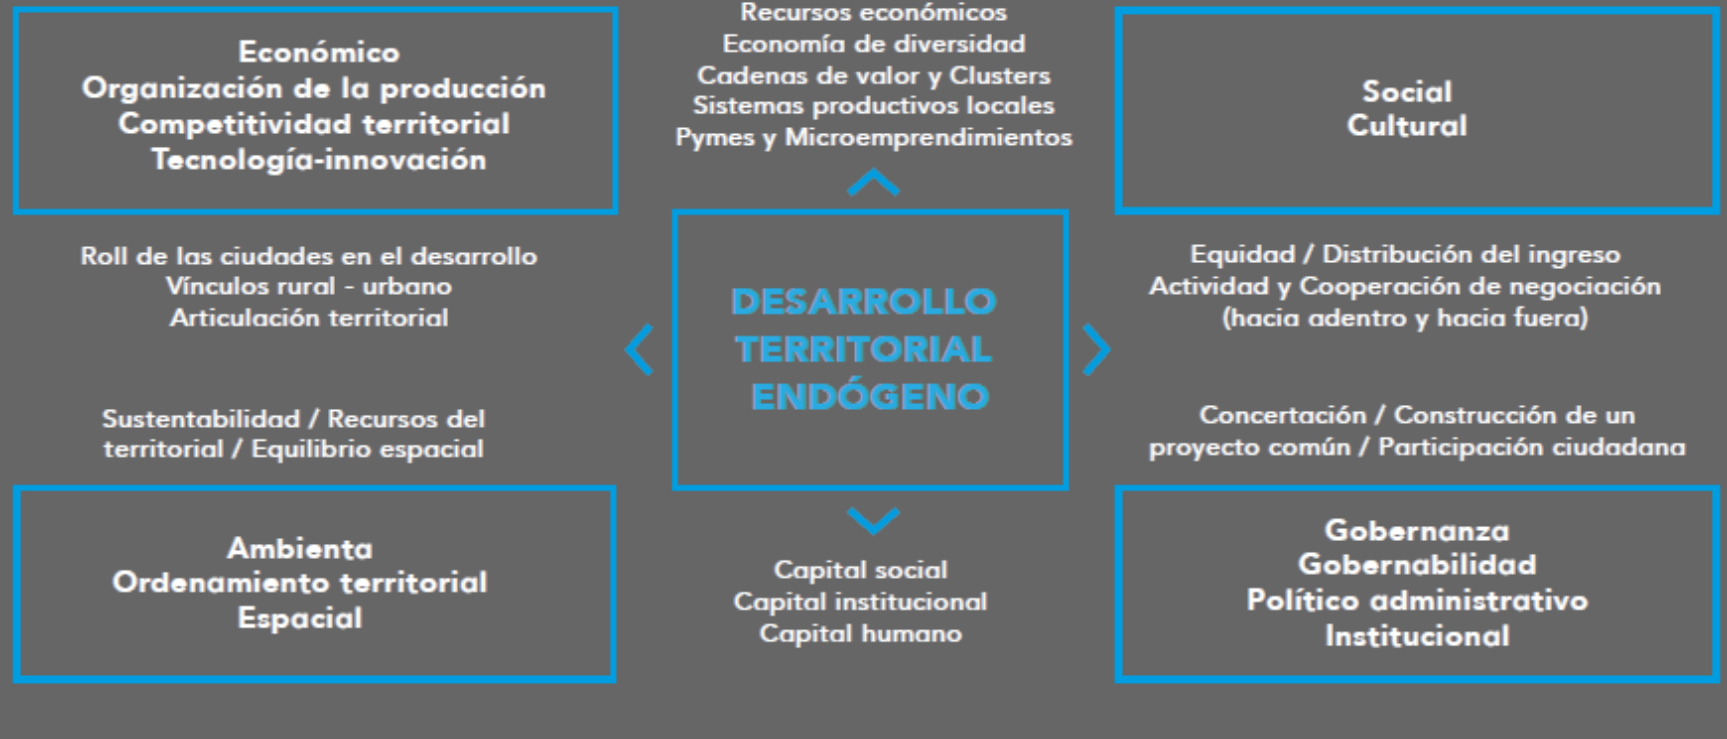 Económico
Organización de la producción
Competitividad territorial
Tecnología-innovación
Recursos económicos
Economía de diversidad
Cadenas de valor y Clusters
Sistemas productivos locales
Pymes y Microemprendimientos
Social
Cultural
Roll de las ciudades en el desarrollo
Vínculos rural - urbano
Articulación territorial
Sustentabilidad / Recursos del
territorial / Equilibrio espacial
DESARROLLO
TERRITORIAL
ENDÓGENO
Equidad / Distribución del ingreso
Actividad y Cooperación de negociación
(hacia adentro y hacia fuera)
Concertación / Construcción de un
proyecto común / Participación ciudadana
Ambienta
Ordenamiento territorial
Espacial
Capital social
Capital institucional
Capital humano
Gobernanza
Gobernabilidad
Político administrativo
Institucional